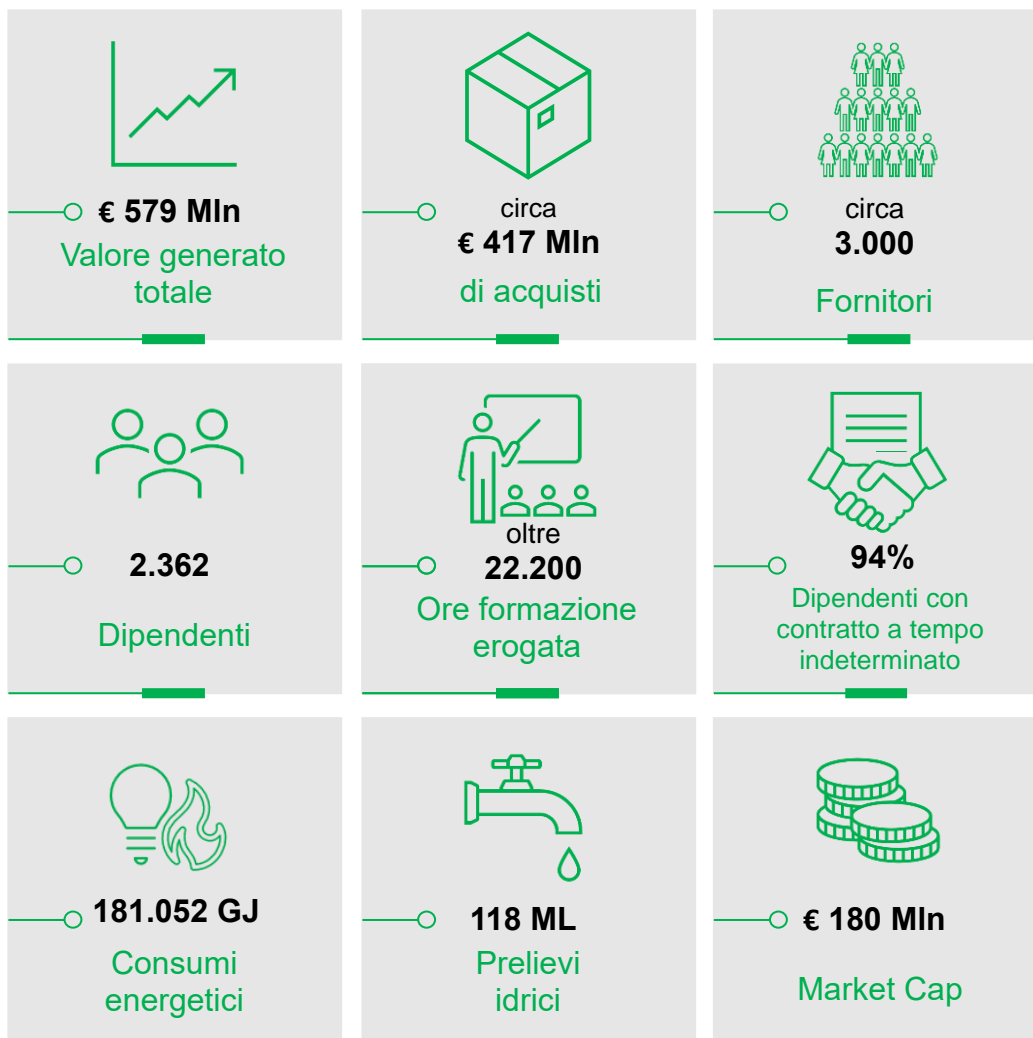 € 579 Mln
Valore generato
totale
circa
€ 417 Mln
di acquisti
circa
3.000
Fornitori
2.362
Dipendenti
oltre
22.200
Ore formazione
erogata
94%
Dipendenti con
contratto a tempo
indeterminato
181.052 GJ
Consumi
energetici
118 ML
Prelievi
idrici
€ 180 Mln
Market Cap